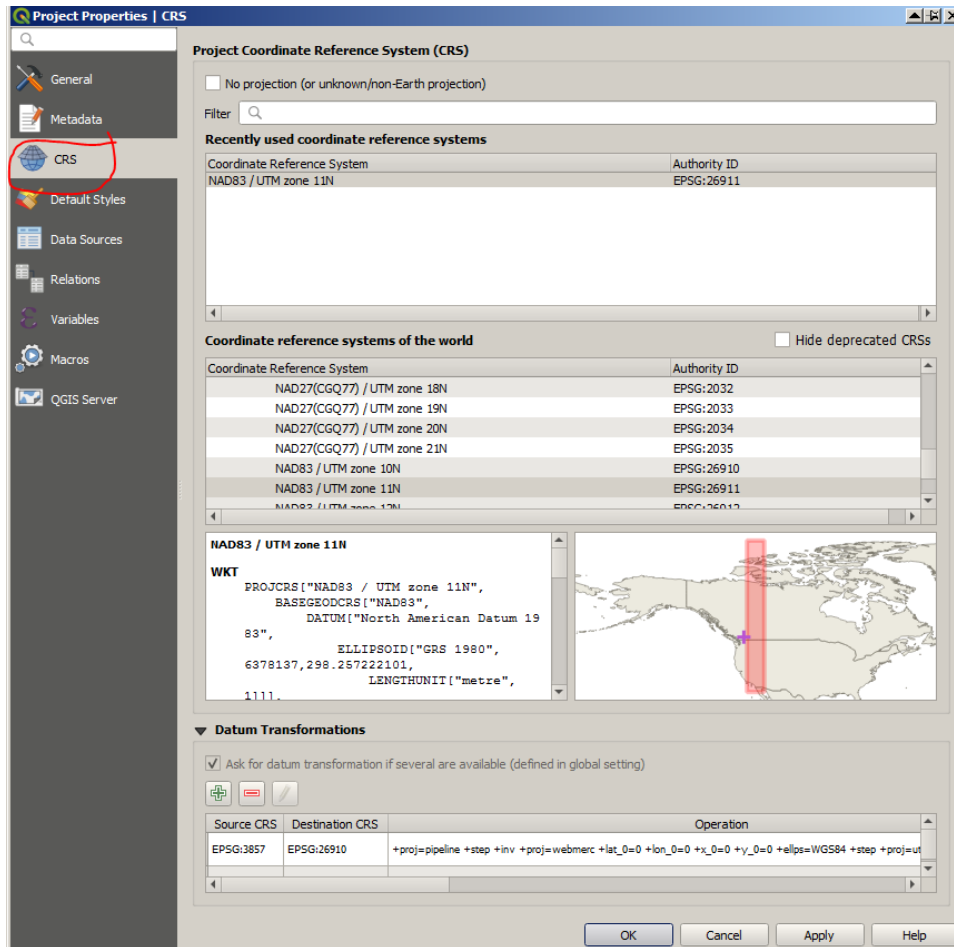 Project Properties | CRS
General
Metadata
CRS
Default Styles
Data Sources
Relations
Variables
Macros
QGIS Server
Project Coordinate Reference System (CRS)
No projection (or unknown/non-Earth projection)
Filter
Recently used coordinate reference systems
Coordinate Reference System Authority ID
NAD83 / UTM zone 11N EPSG:26911
Coordinate reference systems of the world Hide deprecated CRSs
Coordinate Reference System Authority ID
NAD27(CGQ77) / UTM zone 18N EPSG:2032
NAD27(CGQ77) / UTM zone 19N EPSG:2033
NAD27(CGQ77) / UTM zone 20N EPSG:2034
NAD27(CGQ77) / UTM zone 21N EPSG:2035
NAD83 / UTM zone 10N EPSG:26910
NAD83 / UTM zone 11N EPSG:26911
NAD83 / UTM zone 12N EPSG:26912
NAD83 / UTM zone 11N
WKT
PROJCRS["NAD83 / UTM zone 11N",
BASEGEODCRS["NAD83",
DATUM["North American Datum 19
83",
ELLIPSOID["GRS 1980",
6378137,298.257222101,
LENGTHUNIT["metre",
1]]],
Datum Transformations
Ask for datum transformation if several are available (defined in global setting)
Source CRS Destination CRS Operation
EPSG:3857 EPSG:26910 +proj=pipeline +step +inv +proj=webmerc +lat_0=0 +lon_0=0 +x_0=0 +y_0=0 +ellps=WGS84 +step +proj=ut
OK Cancel Apply Help